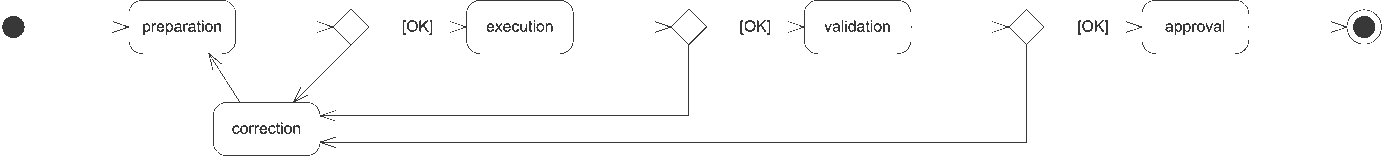 preparation
[OK]
execution
[OK]
validation
[OK]
approval
correction